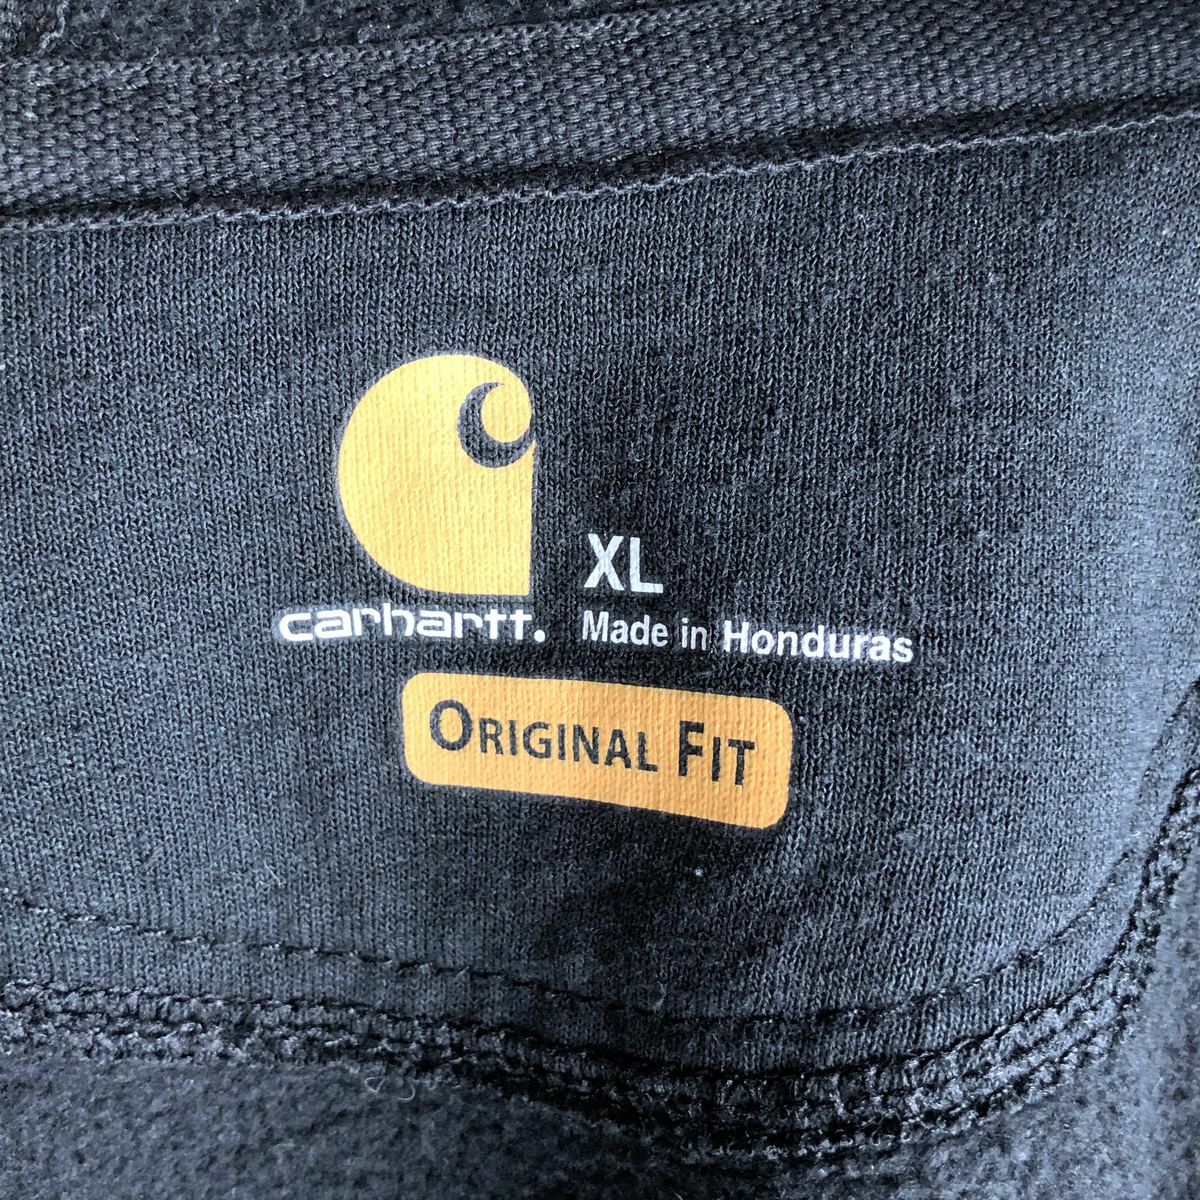 XL
carhartt.
Made in Honduras
ORIGINAL FIT